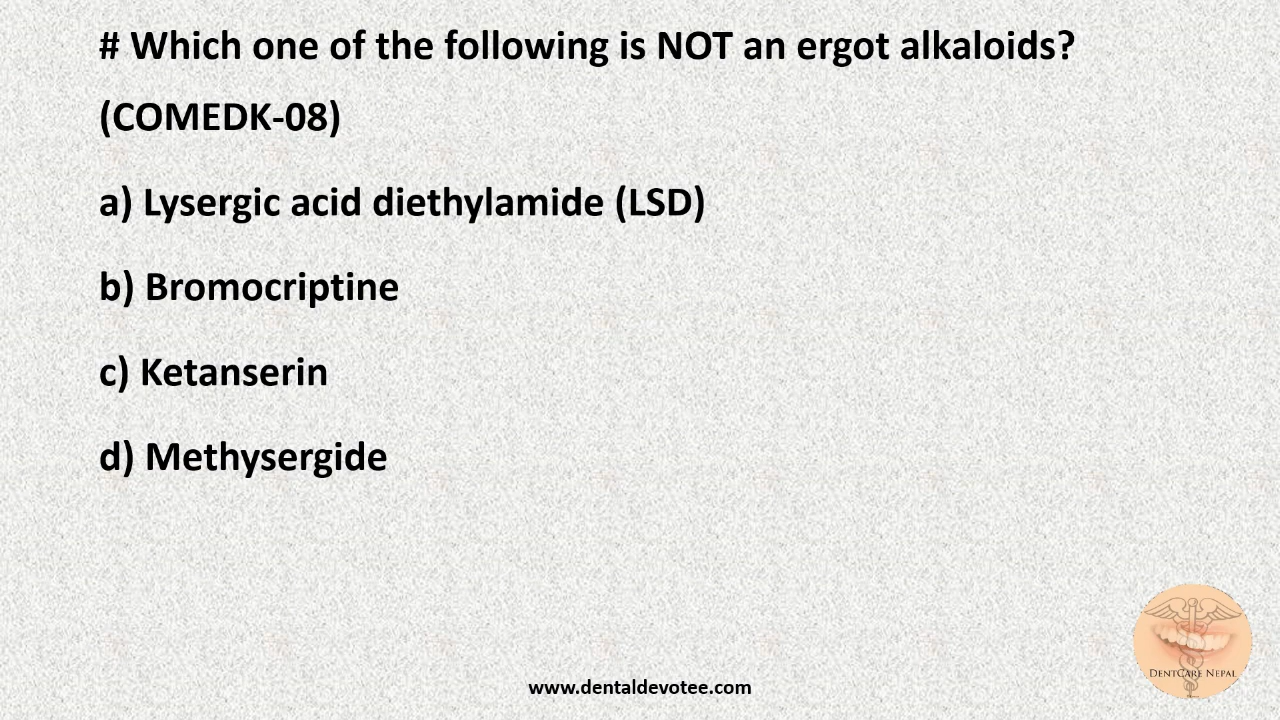 # Which one of the following is NOT an ergot alkaloids?
(COMEDK-08)
a) Lysergic acid diethylamide (LSD)
b) Bromocriptine
c) Ketanserin
d) Methysergide
DentCare Nepal
www.dentaldevotee.com